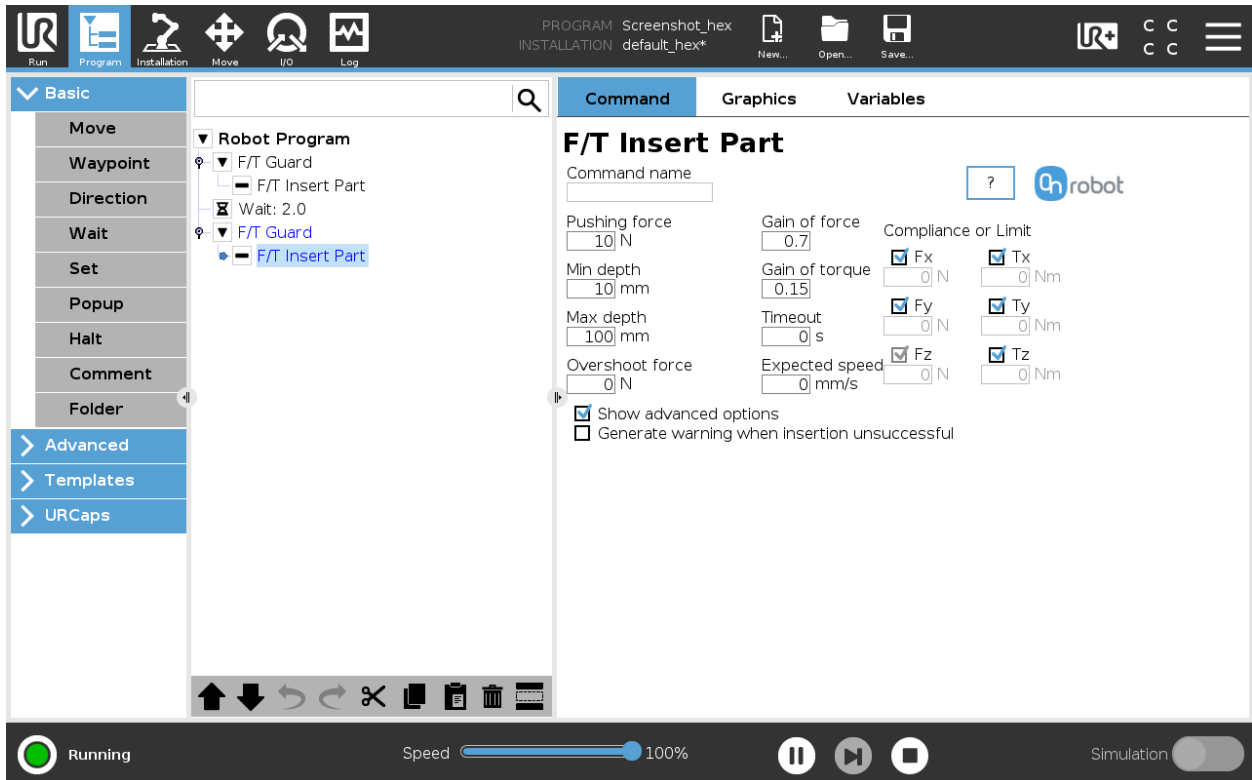 PROGRAM Screenshot_hex
INSTALLATION default_hex*
UR
Run
Program
Installation
Move
I/O
Log
New...
Open...
Save...
UR+
C C
C C
Basic
Move
Waypoint
Direction
Wait
Set
Popup
Halt
Comment
Folder
Advanced
Templates
URCaps
Robot Program
F/T Guard
F/T Insert Part
Wait: 2.0
F/T Guard
F/T Insert Part
Command Graphics Variables
F/T Insert Part
Command name
?
On robot
Pushing force
10 N
Min depth
10 mm
Max depth
100 mm
Overshoot force
0 N
Gain of force
0.7
Gain of torque
0.15
Timeout
0 s
Expected speed
0 mm/s
Compliance or Limit
Fx Tx
0 N 0 Nm
Fy Ty
0 N 0 Nm
Fz Tz
0 N 0 Nm
Show advanced options
Generate warning when insertion unsuccessful
Running
Speed 100%
Simulation